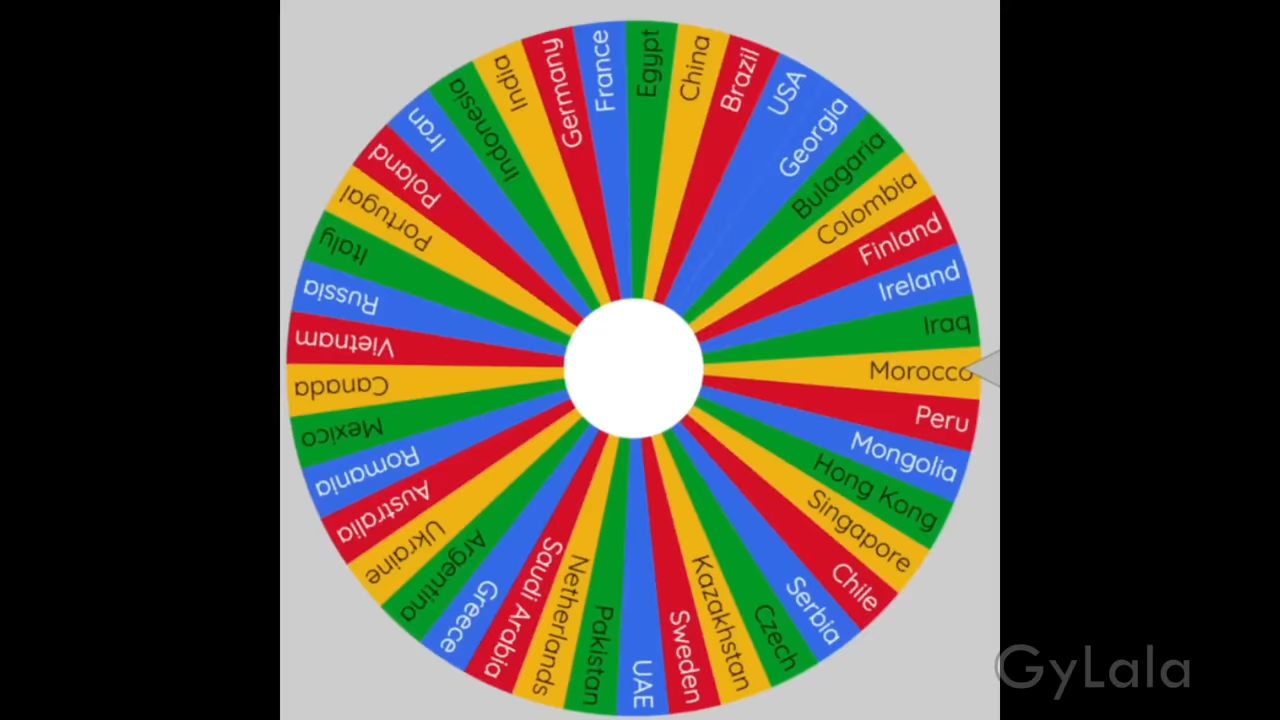 Egypt
China
Brazil
USA
Georgia
Bulagaria
Colombia
Finland
Ireland
Iraq
Morocco
Peru
Mongolia
Hong Kong
Singapore
Chile
Serbia
Czech
Kazakhstan
Sweden
UAE
Pakistan
Netherlands
Saudi Arabia
Greece
Argentina
Ukraine
Australia
Romania
Mexico
Canada
Vietnam
Russia
Italy
Portugal
Poland
Iran
Indonesia
India
Germany
France
GyLala